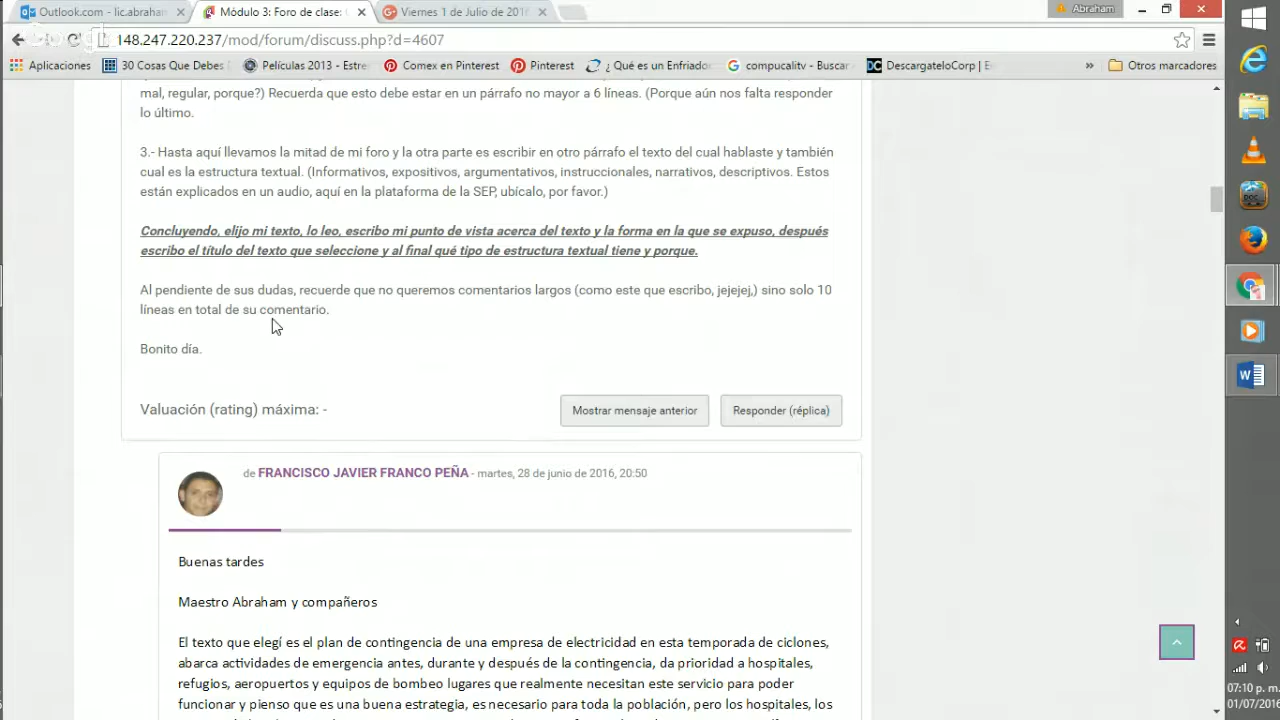 Outlook.com - lic.abraham
Módulo 3: Foro de clase:
Viernes 1 de Julio de 2016
Abraham
148.247.220.237/mod/forum/discuss.php?d=4607
Aplicaciones
30 Cosas Que Debes
Películas 2013 - Estre
Comer en Pinterest
Pinterest
¿Qué es un Enfriado
compucalitv - Buscar
DescargateloCorp | E
»
Otros marcadores
mal, regular, porque?) Recuerda que esto debe estar en un párrafo no mayor a 6 líneas. (Porque aún nos falta responder
lo último.
3.- Hasta aquí llevamos la mitad de mi foro y la otra parte es escribir en otro párrafo el texto del cual hablaste y también
cual es la estructura textual. (Informativos, expositivos, argumentativos, instruccionales, narrativos, descriptivos. Estos
están explicados en un audio, aquí en la plataforma de la SEP, ubícalo, por favor.)
Concluyendo, elijo mi texto, lo leo, escribo mi punto de vista acerca del texto y la forma en la que se expuso, después
escribo el título del texto que seleccione y al final qué tipo de estructura textual tiene y porque.
Al pendiente de sus dudas, recuerde que no queremos comentarios largos (como este que escribo, jejejej,) sino solo 10
líneas en total de su comentario.
Bonito día.
Valuación (rating) máxima: -
Mostrar mensaje anterior
Responder (réplica)
de FRANCISCO JAVIER FRANCO PEÑA - martes, 28 de junio de 2016, 20:50
Buenas tardes
Maestro Abraham y compañeros
El texto que elegí es el plan de contingencia de una empresa de electricidad en esta temporada de ciclones,
abarca actividades de emergencia antes, durante y después de la contingencia, da prioridad a hospitales,
refugios, aeropuertos y equipos de bombeo lugares que realmente necesitan este servicio para poder
funcionar y pienso que es una buena estrategia, es necesario para toda la población, pero los hospitales, los
07:10 p. m.
01/07/2016